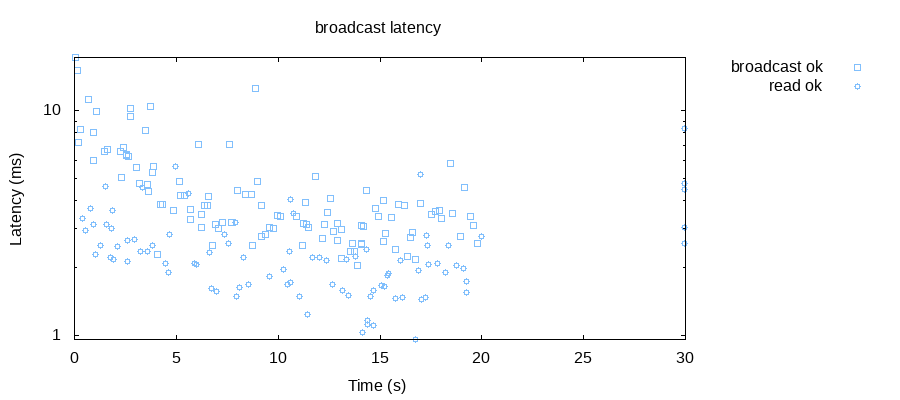 broadcast latency
broadcast ok
read ok
10
1
Latency (ms)
0 5 10 15 20 25 30
Time (s)